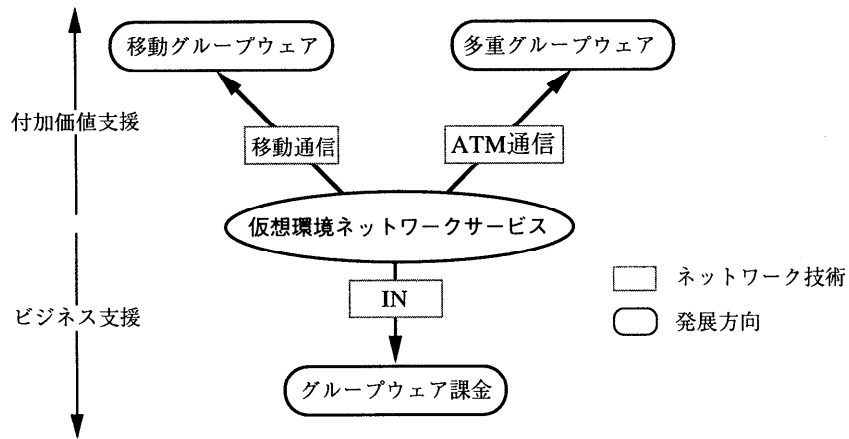 移動グループウェア
多重グループウェア
付加価値支援
移動通信
ATM通信
仮想環境ネットワークサービス
IN
ネットワーク技術
ビジネス支援
発展方向
グループウェア課金